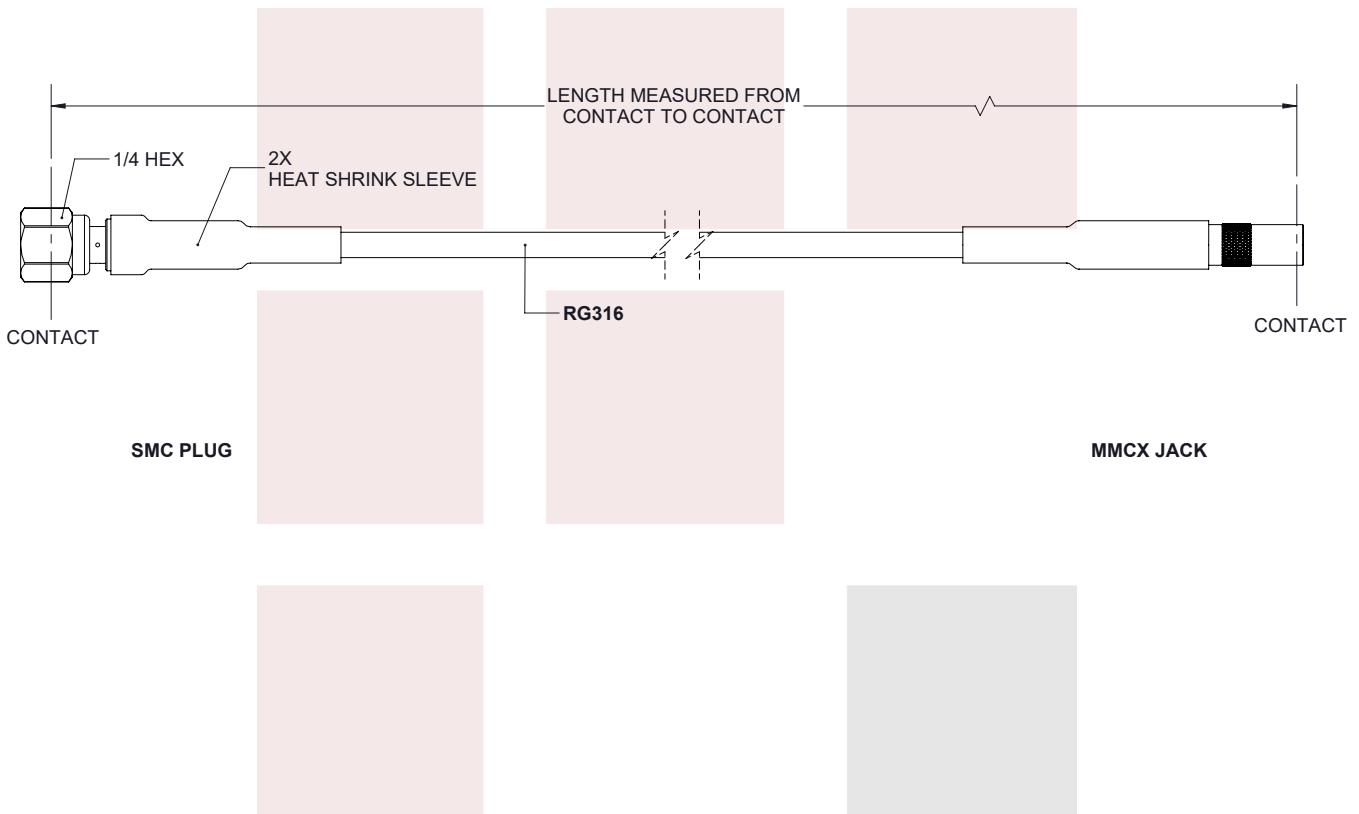 LENGTH MEASURED FROM
CONTACT TO CONTACT
1/4 HEX
2X
HEAT SHRINK SLEEVE
RG316
CONTACT
CONTACT
SMC PLUG
MMCX JACK